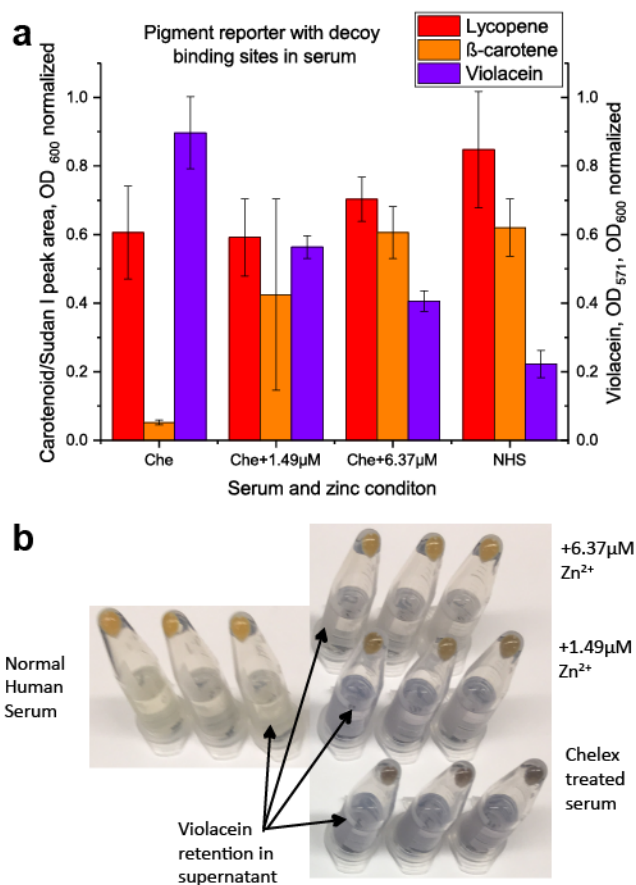 a
Pigment reporter with decoy
binding sites in serum
Lycopene
ß-carotene
Violacein
Carotenoid/Sudan I peak area, OD 600 normalized
1.0
0.8
0.6
0.4
0.2
0.0
1.0
0.8
0.6
0.4
0.2
0.0
Violacein, OD571, OD600 normalized
Che
Che+1.49µM
Che+6.37µM
NHS
Serum and zinc conditon
b
+6.37µM
Zn²⁺
Normal
Human
Serum
+1.49µM
Zn²⁺
Chelex
treated
serum
Violacein
retention in
supernatant